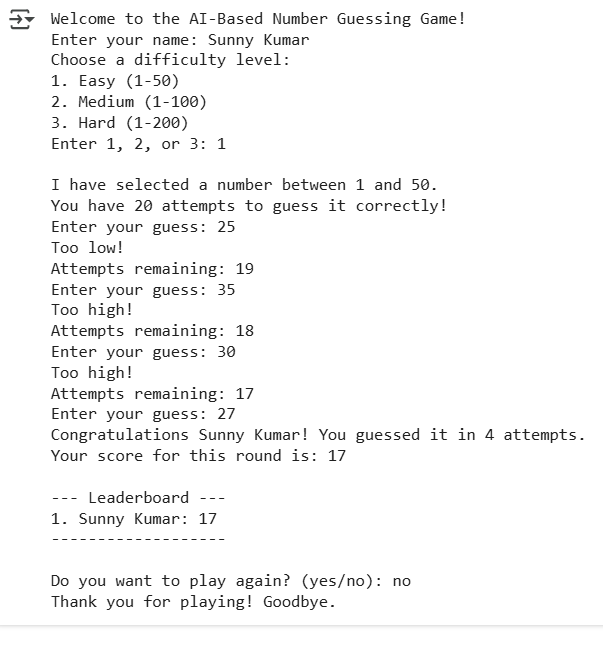 Welcome to the AI-Based Number Guessing Game!
Enter your name: Sunny Kumar
Choose a difficulty level:
1. Easy (1-50)
2. Medium (1-100)
3. Hard (1-200)
Enter 1, 2, or 3: 1

I have selected a number between 1 and 50.
You have 20 attempts to guess it correctly!
Enter your guess: 25
Too low!
Attempts remaining: 19
Enter your guess: 35
Too high!
Attempts remaining: 18
Enter your guess: 30
Too high!
Attempts remaining: 17
Enter your guess: 27
Congratulations Sunny Kumar! You guessed it in 4 attempts.
Your score for this round is: 17

--- Leaderboard ---
1. Sunny Kumar: 17
-------------------

Do you want to play again? (yes/no): no
Thank you for playing! Goodbye.